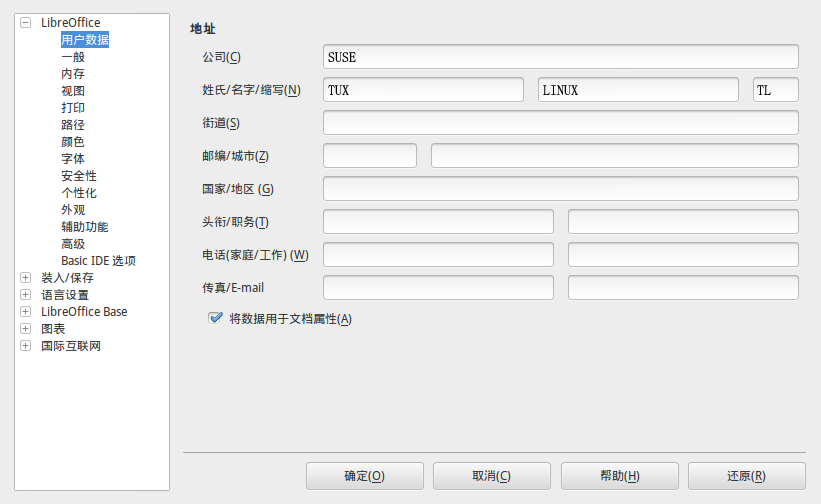 LibreOffice
用户数据
一般
内存
视图
打印
路径
颜色
字体
安全性
个性化
外观
辅助功能
高级
Basic IDE 选项
装入/保存
语言设置
LibreOffice Base
图表
国际互联网
地址
公司(C) SUSE
姓氏/名字/缩写(N) TUX LINUX TL
街道(S)
邮编/城市(Z)
国家/地区 (G)
头衔/职务(T)
电话(家庭/工作) (W)
传真/E-mail
将数据用于文档属性(A)
确定(O) 取消(C) 帮助(H) 还原(R)